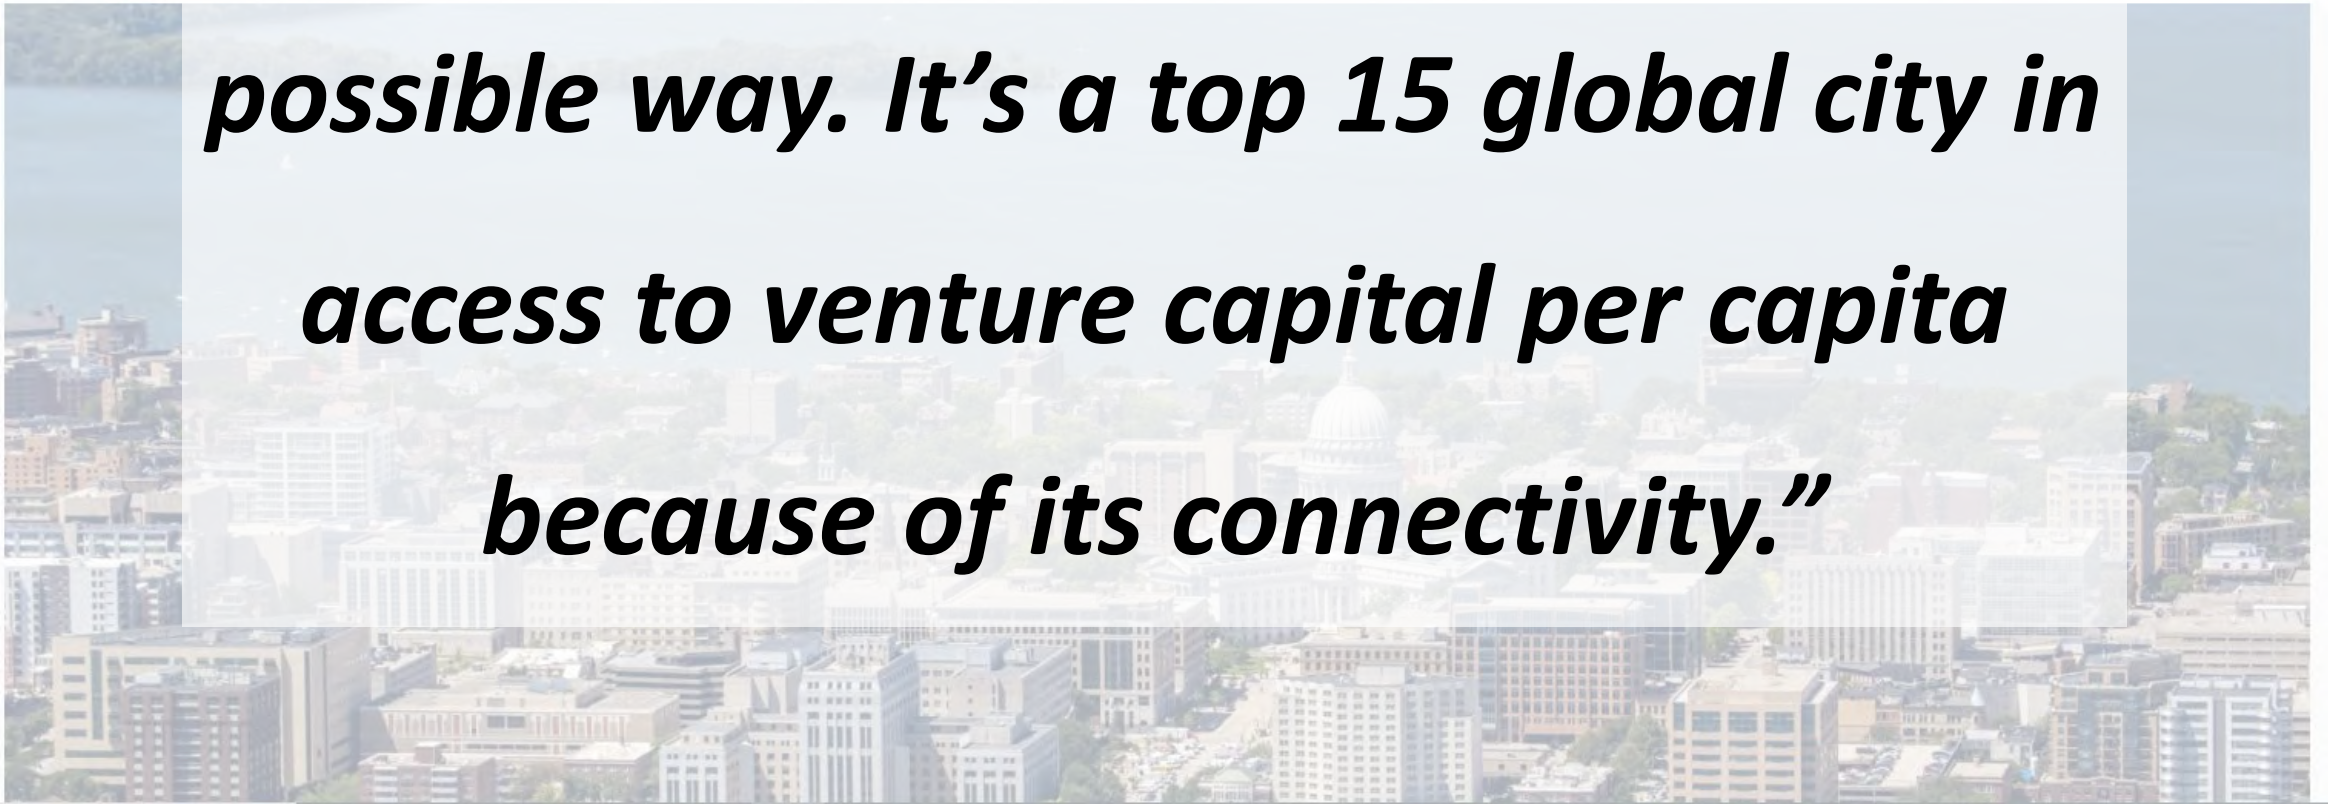 possible way. It’s a top 15 global city in
access to venture capital per capita
because of its connectivity.”